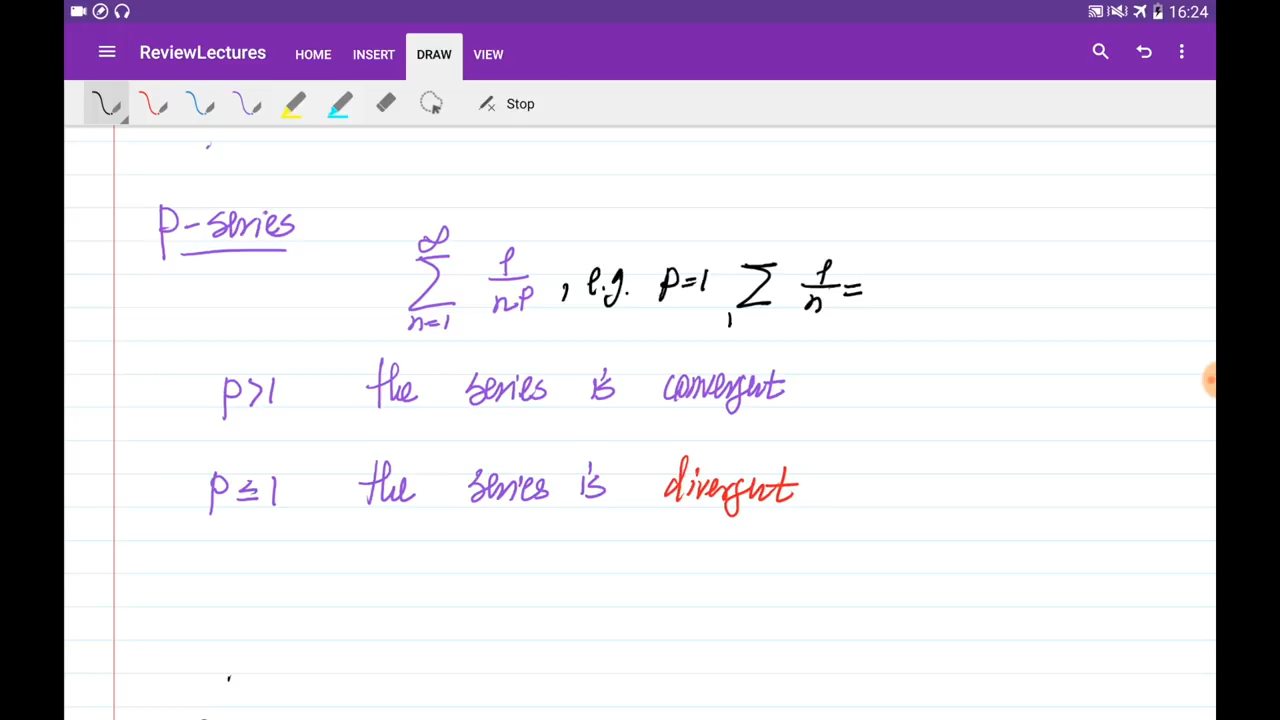 16:24
ReviewLectures HOME INSERT DRAW VIEW
Stop
P-series
∞
∑ 1/n^p , e.g. p=1 ∑ 1/n =
n=1 1
p>1 the series is convergent
p≤1 the series is divergent